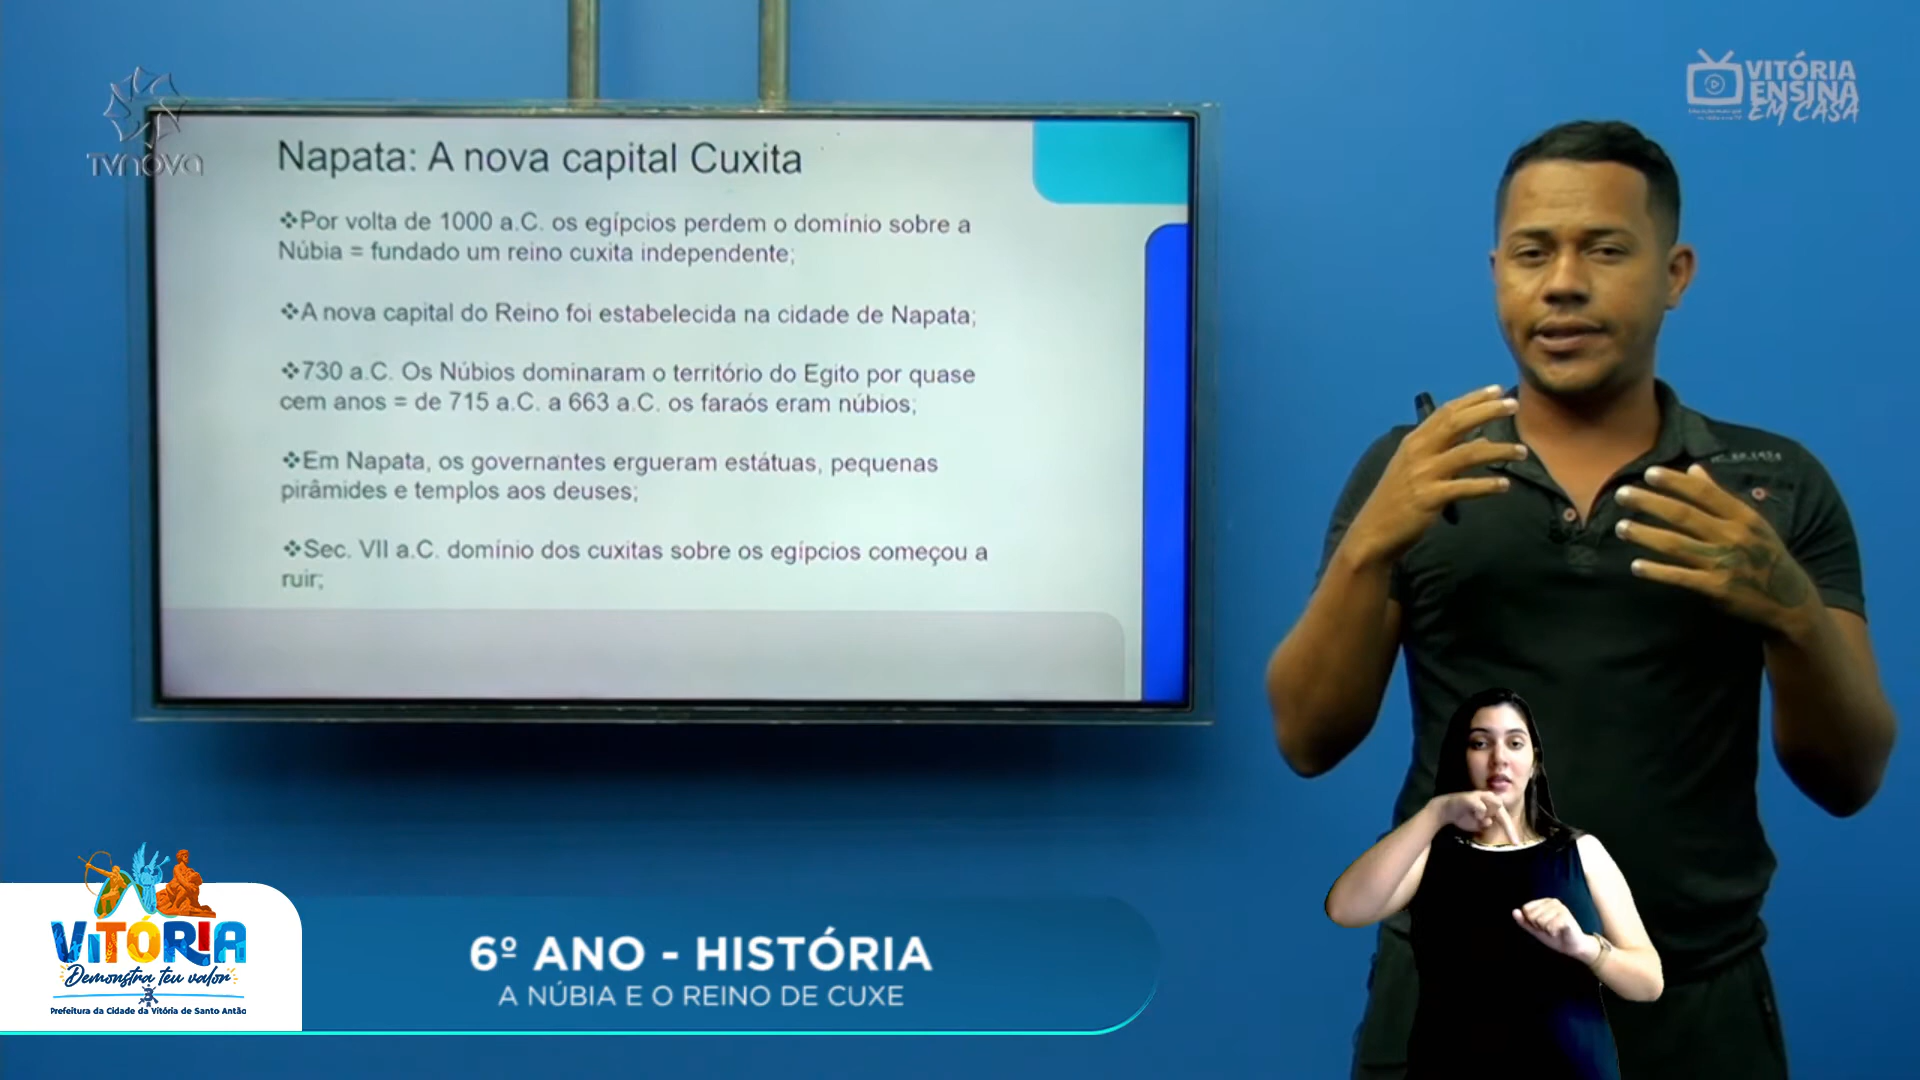 TVnova
VITÓRIA
ENSINA
EM CASA
Napata: A nova capital Cuxita
❖Por volta de 1000 a.C. os egípcios perdem o domínio sobre a
Núbia = fundado um reino cuxita independente;
❖A nova capital do Reino foi estabelecida na cidade de Napata;
❖730 a.C. Os Núbios dominaram o território do Egito por quase
cem anos = de 715 a.C. a 663 a.C. os faraós eram núbios;
❖Em Napata, os governantes ergueram estátuas, pequenas
pirâmides e templos aos deuses;
❖Sec. VII a.C. domínio dos cuxitas sobre os egípcios começou a
ruir;
VITÓRIA
Demonstra teu valor
Prefeitura da Cidade da Vitória de Santo Antão
6º ANO - HISTÓRIA
A NÚBIA E O REINO DE CUXE